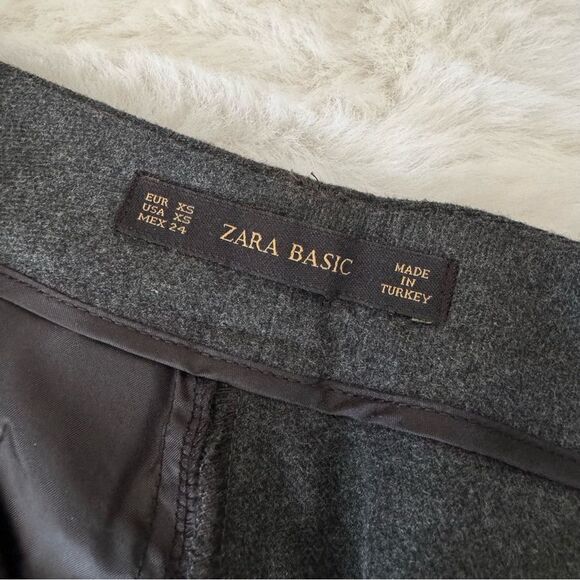 EUR XS
USA XS
MEX 24
ZARA BASIC
MADE
IN
TURKEY